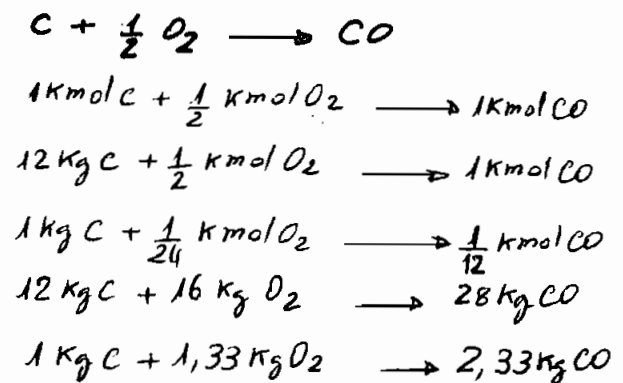 C + 1/2 O2 → CO
1Kmol C + 1/2 Kmol O2 → 1Kmol CO
12 Kg C + 1/2 Kmol O2 → 1 Kmol CO
1 Kg C + 1/24 Kmol O2 → 1/12 Kmol CO
12 Kg C + 16 Kg O2 → 28 Kg CO
1 Kg C + 1,33 Kg O2 → 2,33 Kg CO